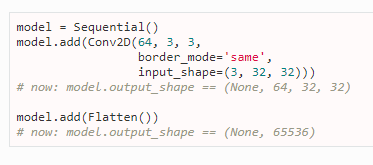 model = Sequential()
model.add(Conv2D(64, 3, 3,
                 border_mode='same',
                 input_shape=(3, 32, 32)))
# now: model.output_shape == (None, 64, 32, 32)

model.add(Flatten())
# now: model.output_shape == (None, 65536)